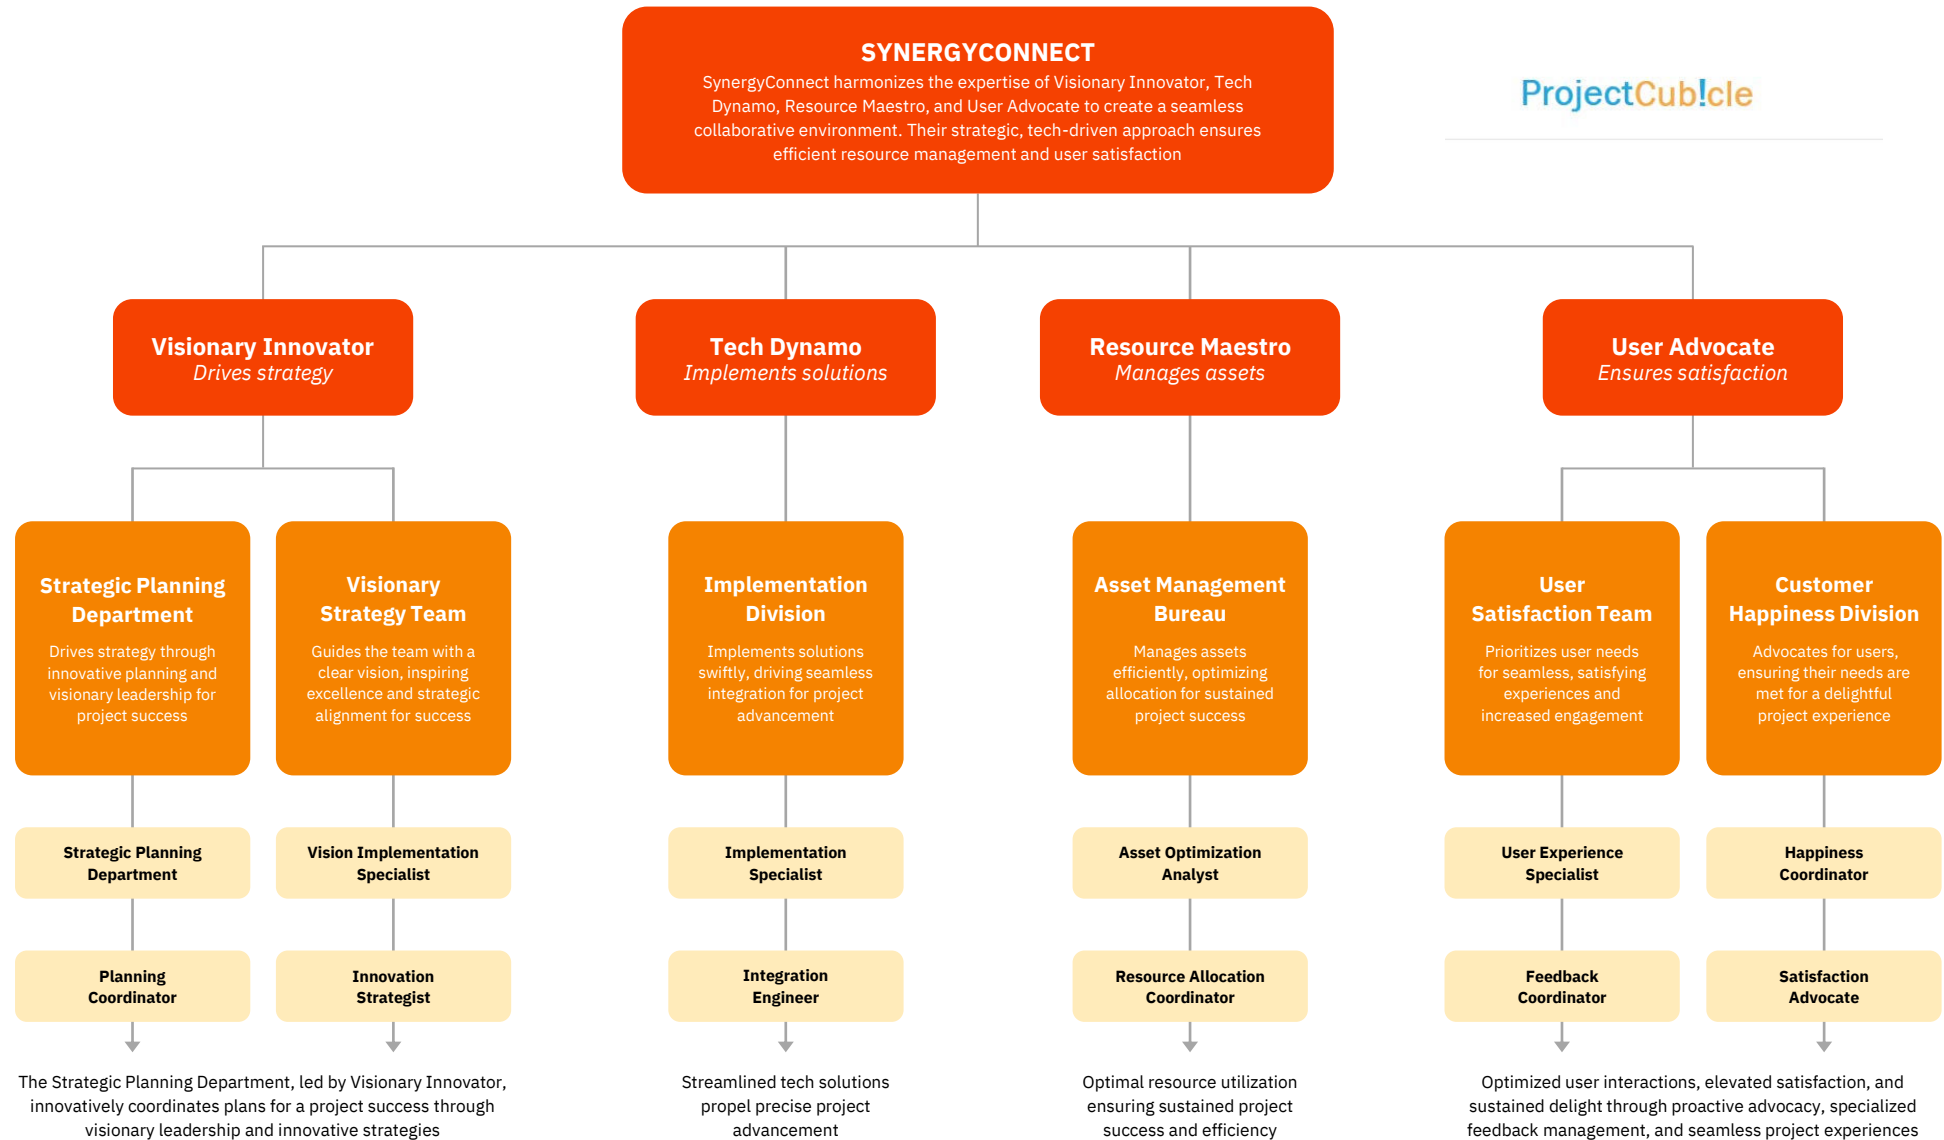 SYNERGYCONNECT
SynergyConnect harmonizes the expertise of Visionary Innovator, Tech
Dynamo, Resource Maestro, and User Advocate to create a seamless
collaborative environment. Their strategic, tech-driven approach ensures
efficient resource management and user satisfaction
ProjectCub!cle
Visionary Innovator
Drives strategy
Tech Dynamo
Implements solutions
Resource Maestro
Manages assets
User Advocate
Ensures satisfaction
Strategic Planning
Department
Drives strategy through
innovative planning and
visionary leadership for
project success
Visionary
Strategy Team
Guides the team with a
clear vision, inspiring
excellence and strategic
alignment for success
Implementation
Division
Implements solutions
swiftly, driving seamless
integration for project
advancement
Asset Management
Bureau
Manages assets
efficiently, optimizing
allocation for sustained
project success
User
Satisfaction Team
Prioritizes user needs
for seamless, satisfying
experiences and
increased engagement
Customer
Happiness Division
Advocates for users,
ensuring their needs are
met for a delightful
project experience
Strategic Planning
Department
Vision Implementation
Specialist
Implementation
Specialist
Asset Optimization
Analyst
User Experience
Specialist
Happiness
Coordinator
Planning
Coordinator
Innovation
Strategist
Integration
Engineer
Resource Allocation
Coordinator
Feedback
Coordinator
Satisfaction
Advocate
The Strategic Planning Department, led by Visionary Innovator,
innovatively coordinates plans for a project success through
visionary leadership and innovative strategies
Streamlined tech solutions
propel precise project
advancement
Optimal resource utilization
ensuring sustained project
success and efficiency
Optimized user interactions, elevated satisfaction, and
sustained delight through proactive advocacy, specialized
feedback management, and seamless project experiences